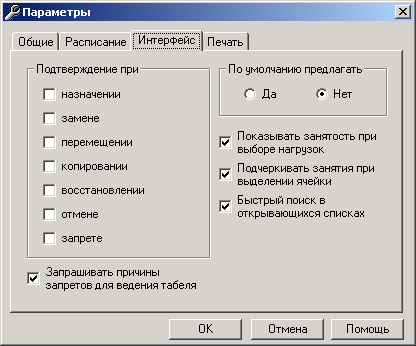 Параметры
Общие
Расписание
Интерфейс
Печать
Подтверждение при
назначении
замене
перемещении
копировании
восстановлении
отмене
запрете
Запрашивать причины
запретов для ведения табеля
По умолчанию предлагать
Да
Нет
Показывать занятость при
выборе нагрузок
Подчеркивать занятия при
выделении ячейки
Быстрый поиск в
открывающихся списках
OK
Отмена
Помощь